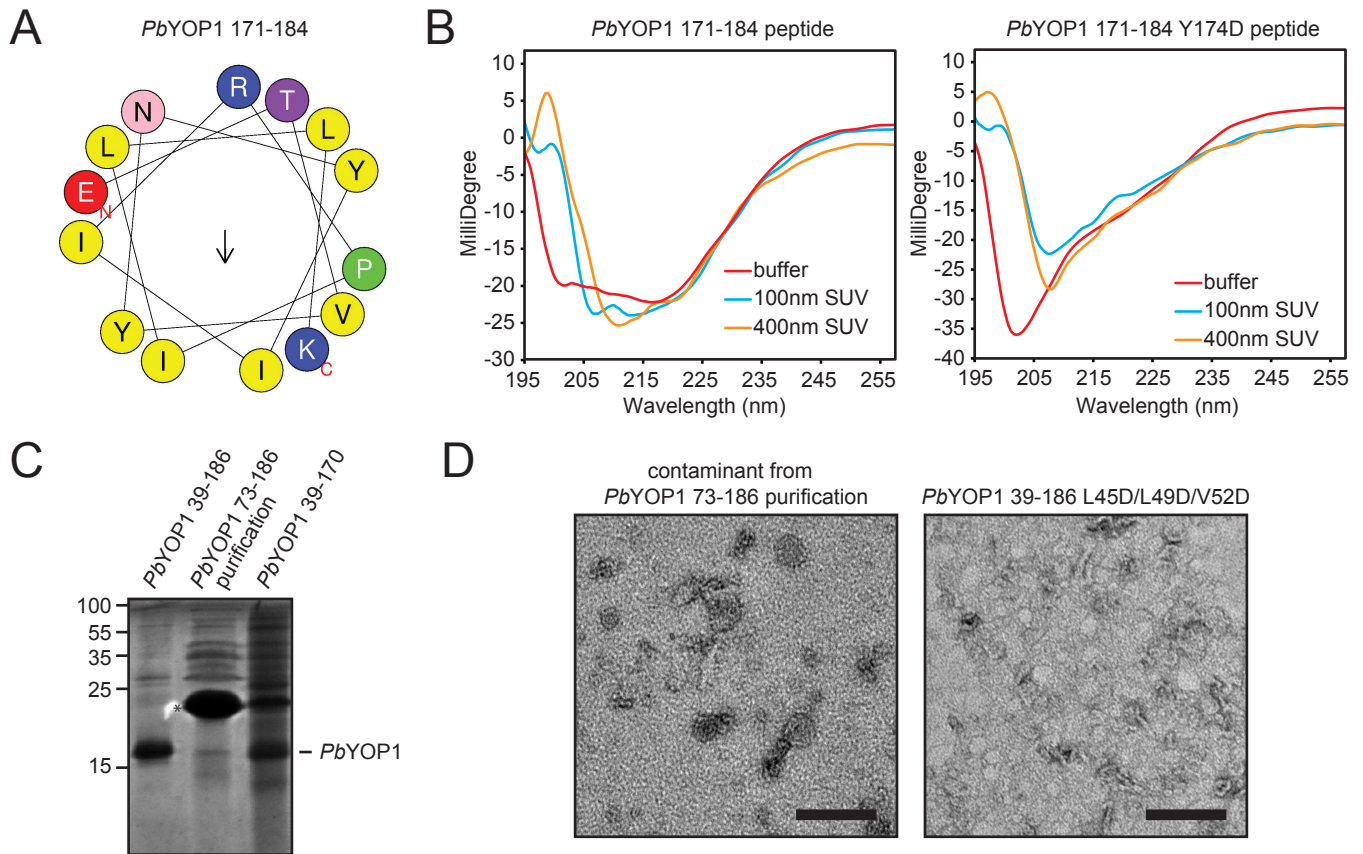 A
PbYOP1 171-184
R
T
N
L
L
Y
E
N
I
P
V
Y
K
C
I
I
B
PbYOP1 171-184 peptide
10
5
0
-5
-10
-15
-20
-25
-30
MilliDegree
buffer
100nm SUV
400nm SUV
195 205 215 225 235 245 255
Wavelength (nm)
PbYOP1 171-184 Y174D peptide
10
5
0
-5
-10
-15
-20
-25
-30
-35
-40
MilliDegree
buffer
100nm SUV
400nm SUV
195 205 215 225 235 245 255
Wavelength (nm)
C
PbYOP1 39-186
PbYOP1 73-186
purification
PbYOP1 39-170
100
55
35
25
*
PbYOP1
15
D
contaminant from
PbYOP1 73-186 purification
PbYOP1 39-186 L45D/L49D/V52D